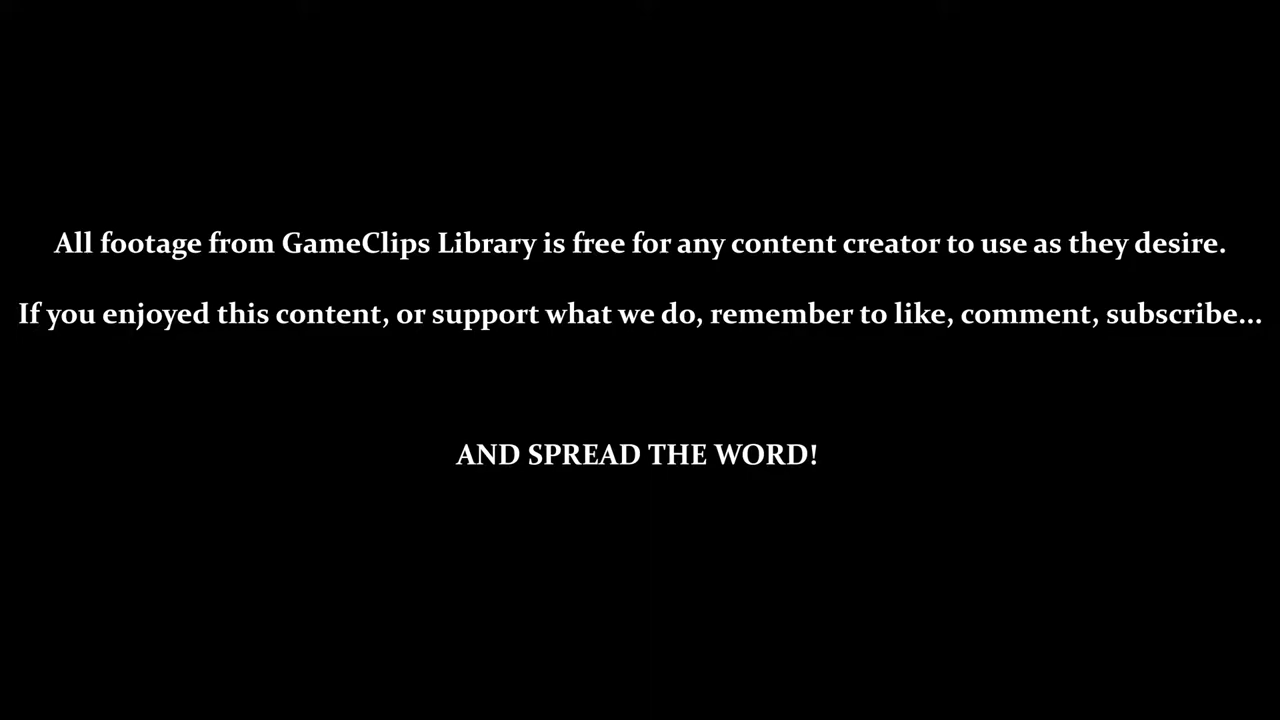 All footage from GameClips Library is free for any content creator to use as they desire.
If you enjoyed this content, or support what we do, remember to like, comment, subscribe...
AND SPREAD THE WORD!